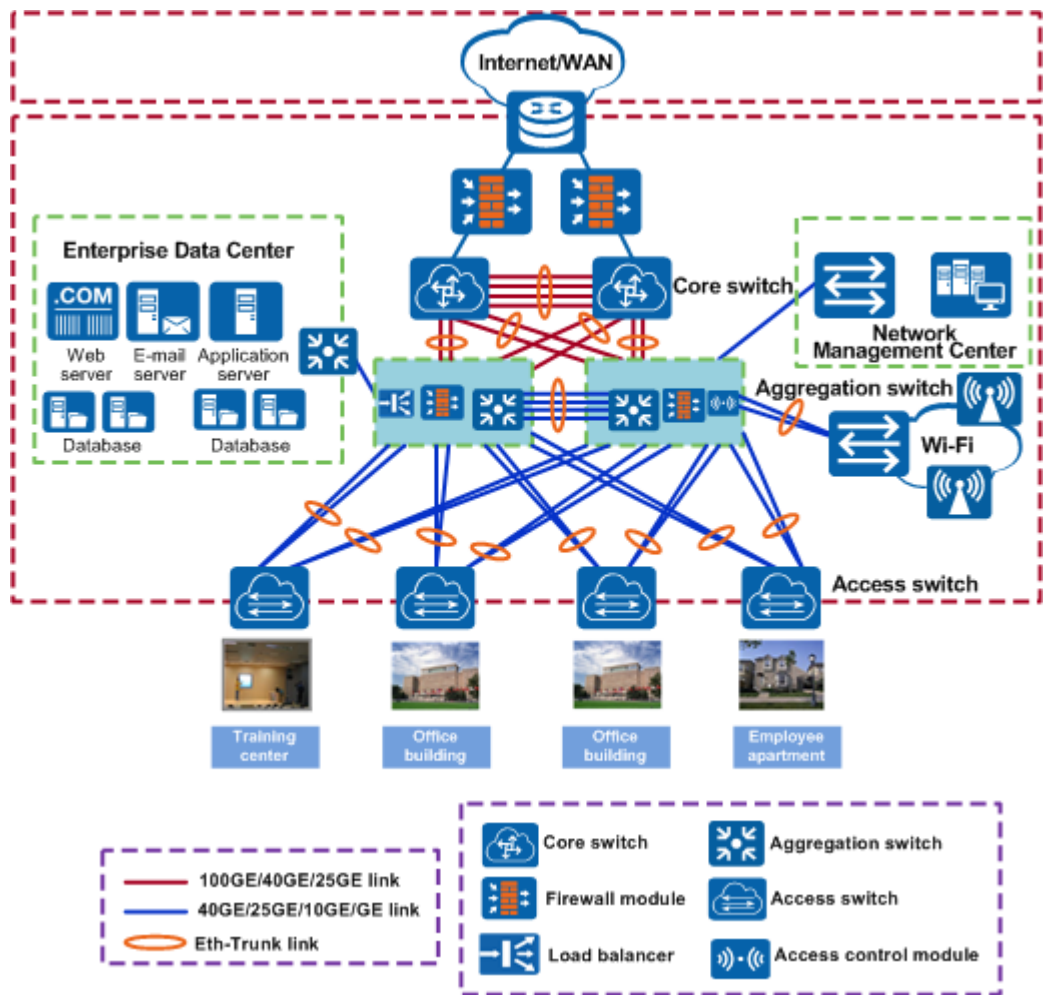 Internet/WAN
Enterprise Data Center
.COM
Web
server
E-mail
server
Application
server
Database
Database
Core switch
Network
Management Center
Aggregation switch
Wi-Fi
Access switch
Training
center
Office
building
Office
building
Employee
apartment
100GE/40GE/25GE link
40GE/25GE/10GE/GE link
Eth-Trunk link
Core switch
Aggregation switch
Firewall module
Access switch
Load balancer
Access control module